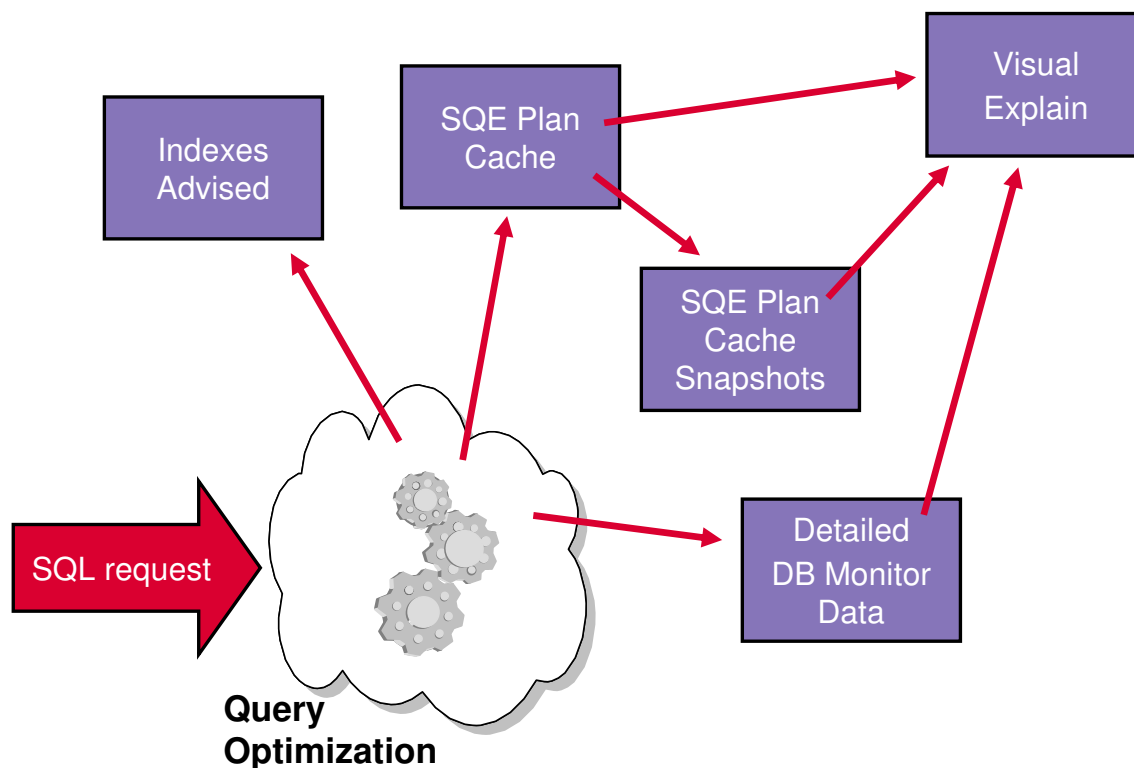 Visual
Explain
SQE Plan
Cache
Indexes
Advised
SQE Plan
Cache
Snapshots
SQL request
Detailed
DB Monitor
Data
Query
Optimization